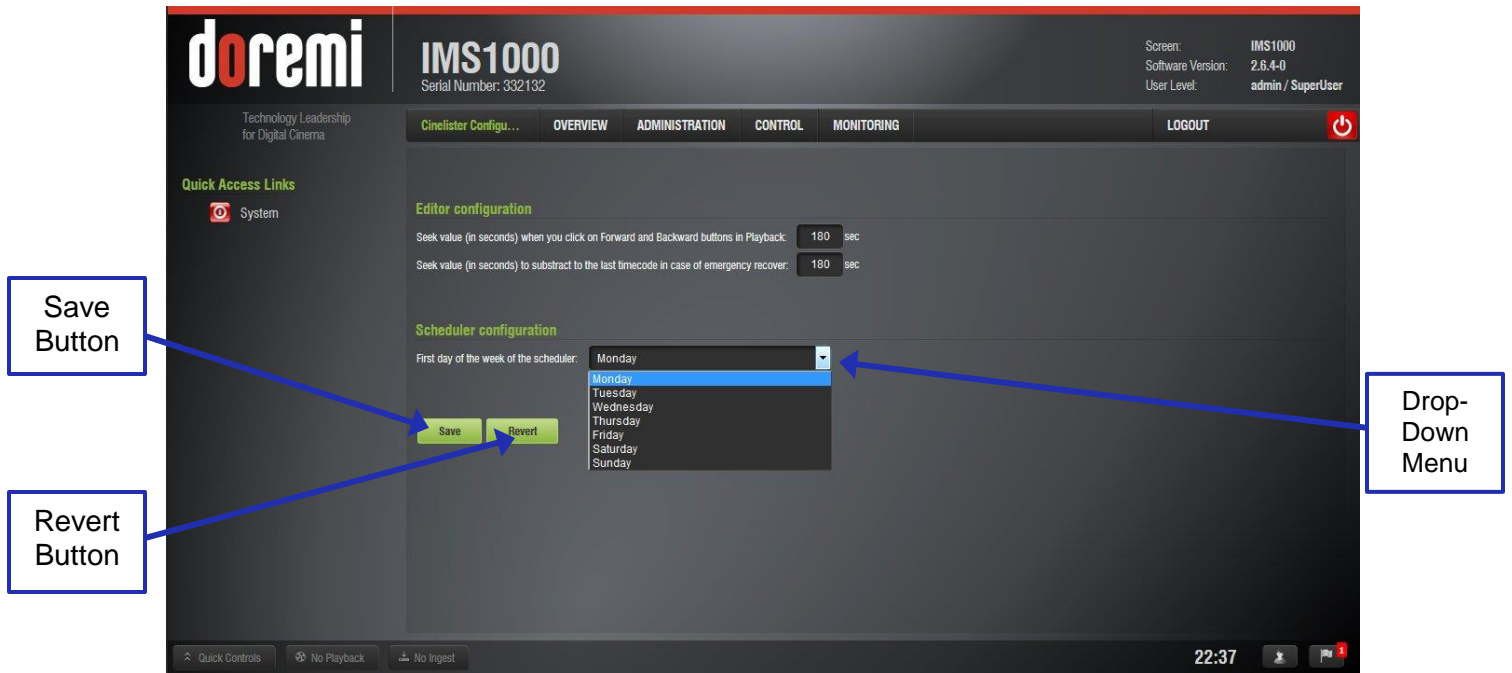 doremi
Technology Leadership
for Digital Cinema
IMS1000
Serial Number: 332132
Screen: IMS1000
Software Version: 2.6.4-0
User Level: admin / SuperUser
Cinelister Configu... OVERVIEW ADMINISTRATION CONTROL MONITORING LOGOUT
Quick Access Links
System
Editor configuration
Seek value (in seconds) when you click on Forward and Backward buttons in Playback: 180 sec
Seek value (in seconds) to substract to the last timecode in case of emergency recover: 180 sec
Scheduler configuration
First day of the week of the scheduler: Monday
Monday
Tuesday
Wednesday
Thursday
Friday
Saturday
Sunday
Save Revert
Save
Button
Revert
Button
Drop-
Down
Menu
Quick Controls No Playback No Ingest 22:37 1